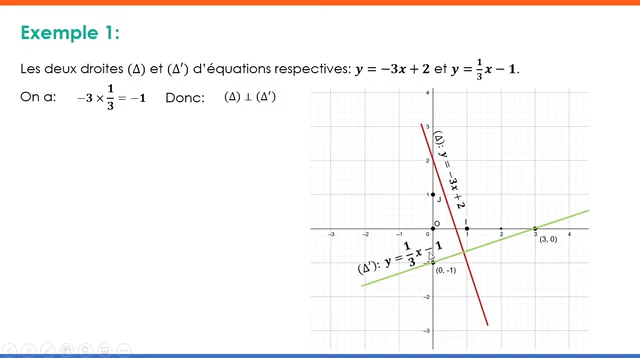 Exemple 1:
Les deux droites (Δ) et (Δ′) d'équations respectives: y = −3x + 2 et y = 1/3 x − 1.
On a: −3 × 1/3 = −1 Donc: (Δ) ⊥ (Δ′)
(Δ): y = −3x + 2
(Δ′): y = 1/3 x − 1
4
3
2
1
J
O
I
−3 −2 −1 0 1 2 3 4
(3, 0)
−1
(0, -1)
−2
−3